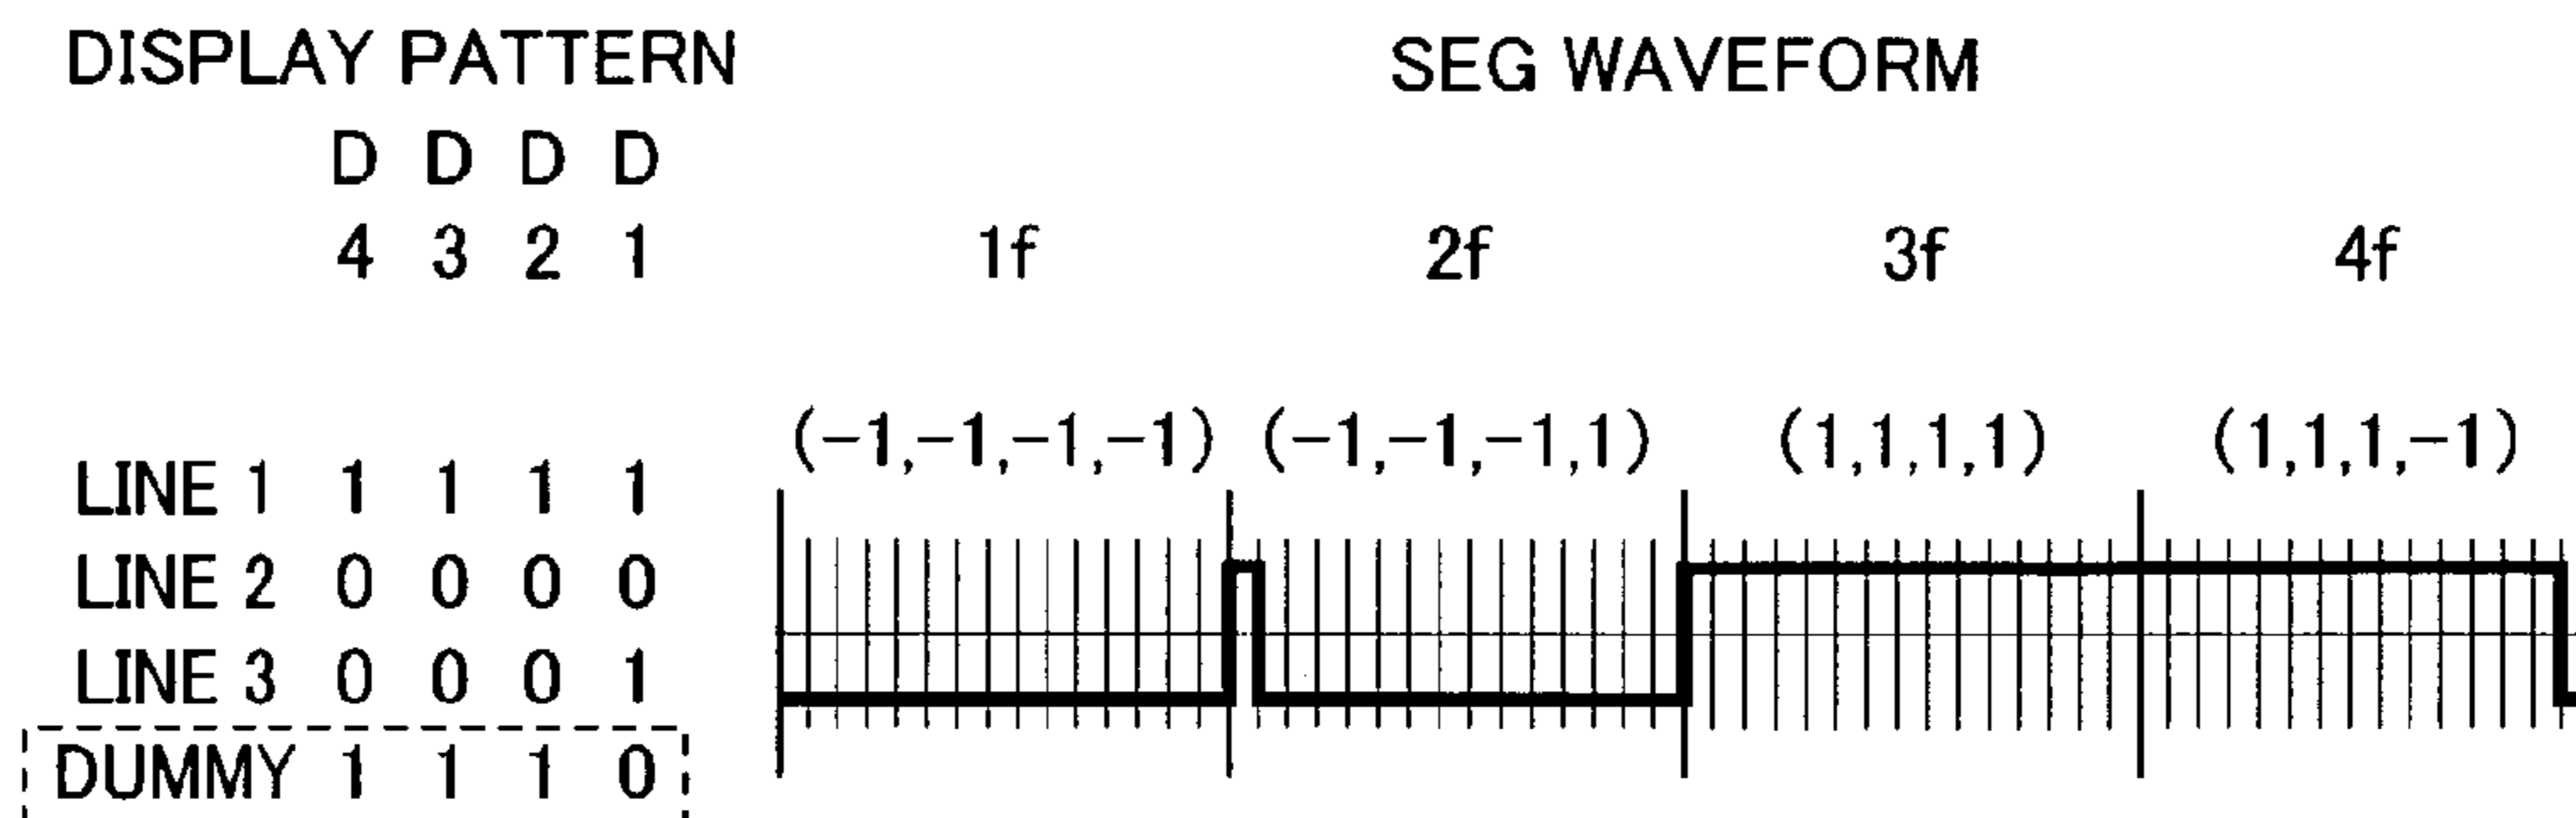 DISPLAY PATTERN SEG WAVEFORM
D D D D
4 3 2 1 1f 2f 3f 4f
(-1,-1,-1,-1) (-1,-1,-1,1) (1,1,1,1) (1,1,1,-1)
LINE 1 1 1 1 1
LINE 2 0 0 0 0
LINE 3 0 0 0 1
DUMMY 1 1 1 0